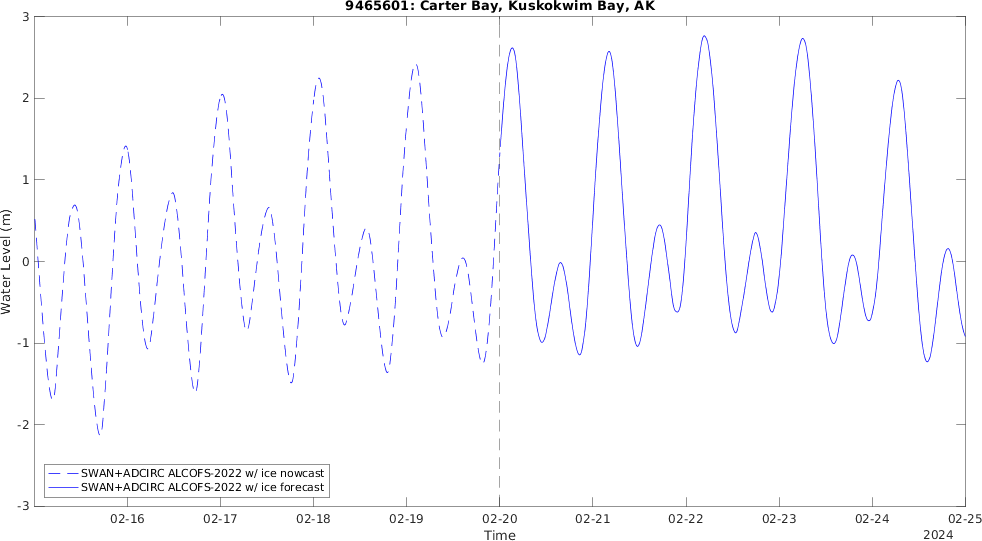 9465601: Carter Bay, Kuskokwim Bay, AK
Water Level (m)
3
2
1
0
-1
-2
-3
SWAN+ADCIRC ALCOFS-2022 w/ ice nowcast
SWAN+ADCIRC ALCOFS-2022 w/ ice forecast
02-16 02-17 02-18 02-19 02-20 02-21 02-22 02-23 02-24 02-25
Time
2024